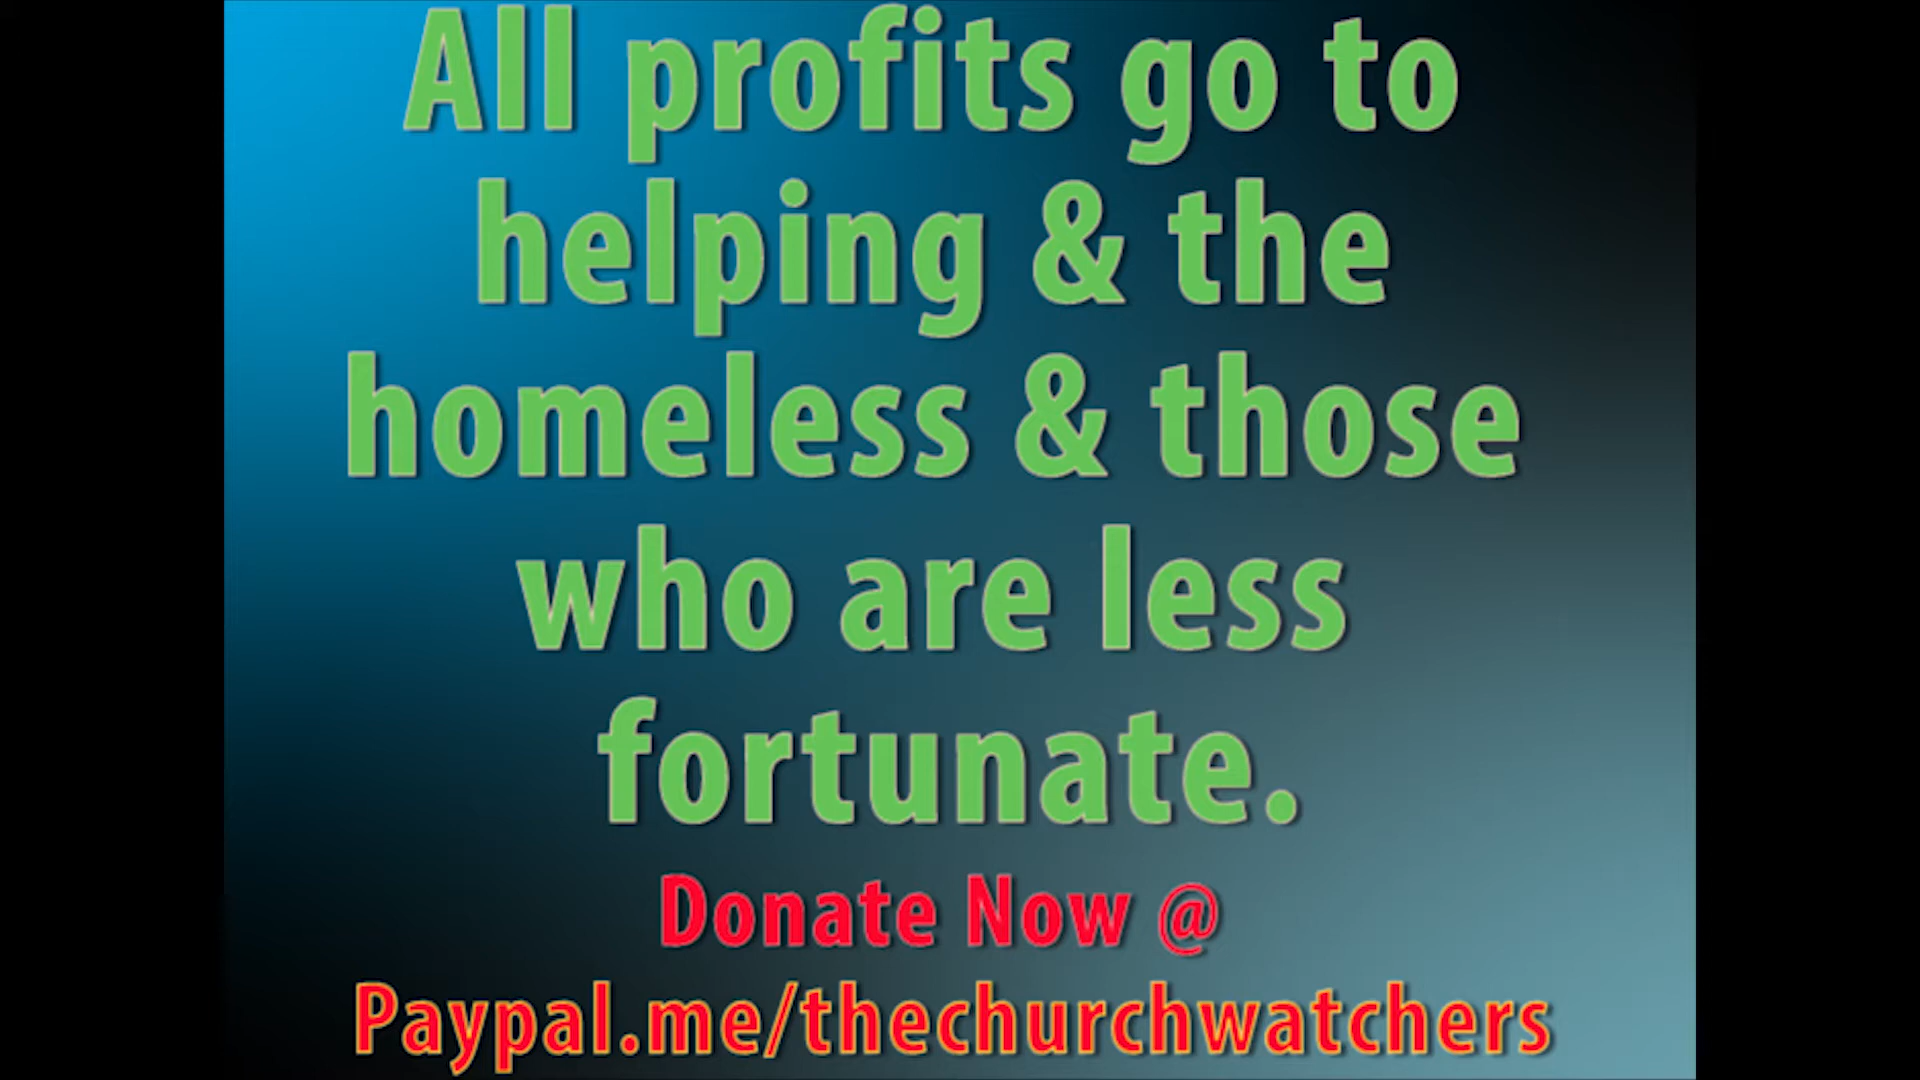 All profits go to
helping & the
homeless & those
who are less
fortunate.
Donate Now @
Paypal.me/thechurchwatchers